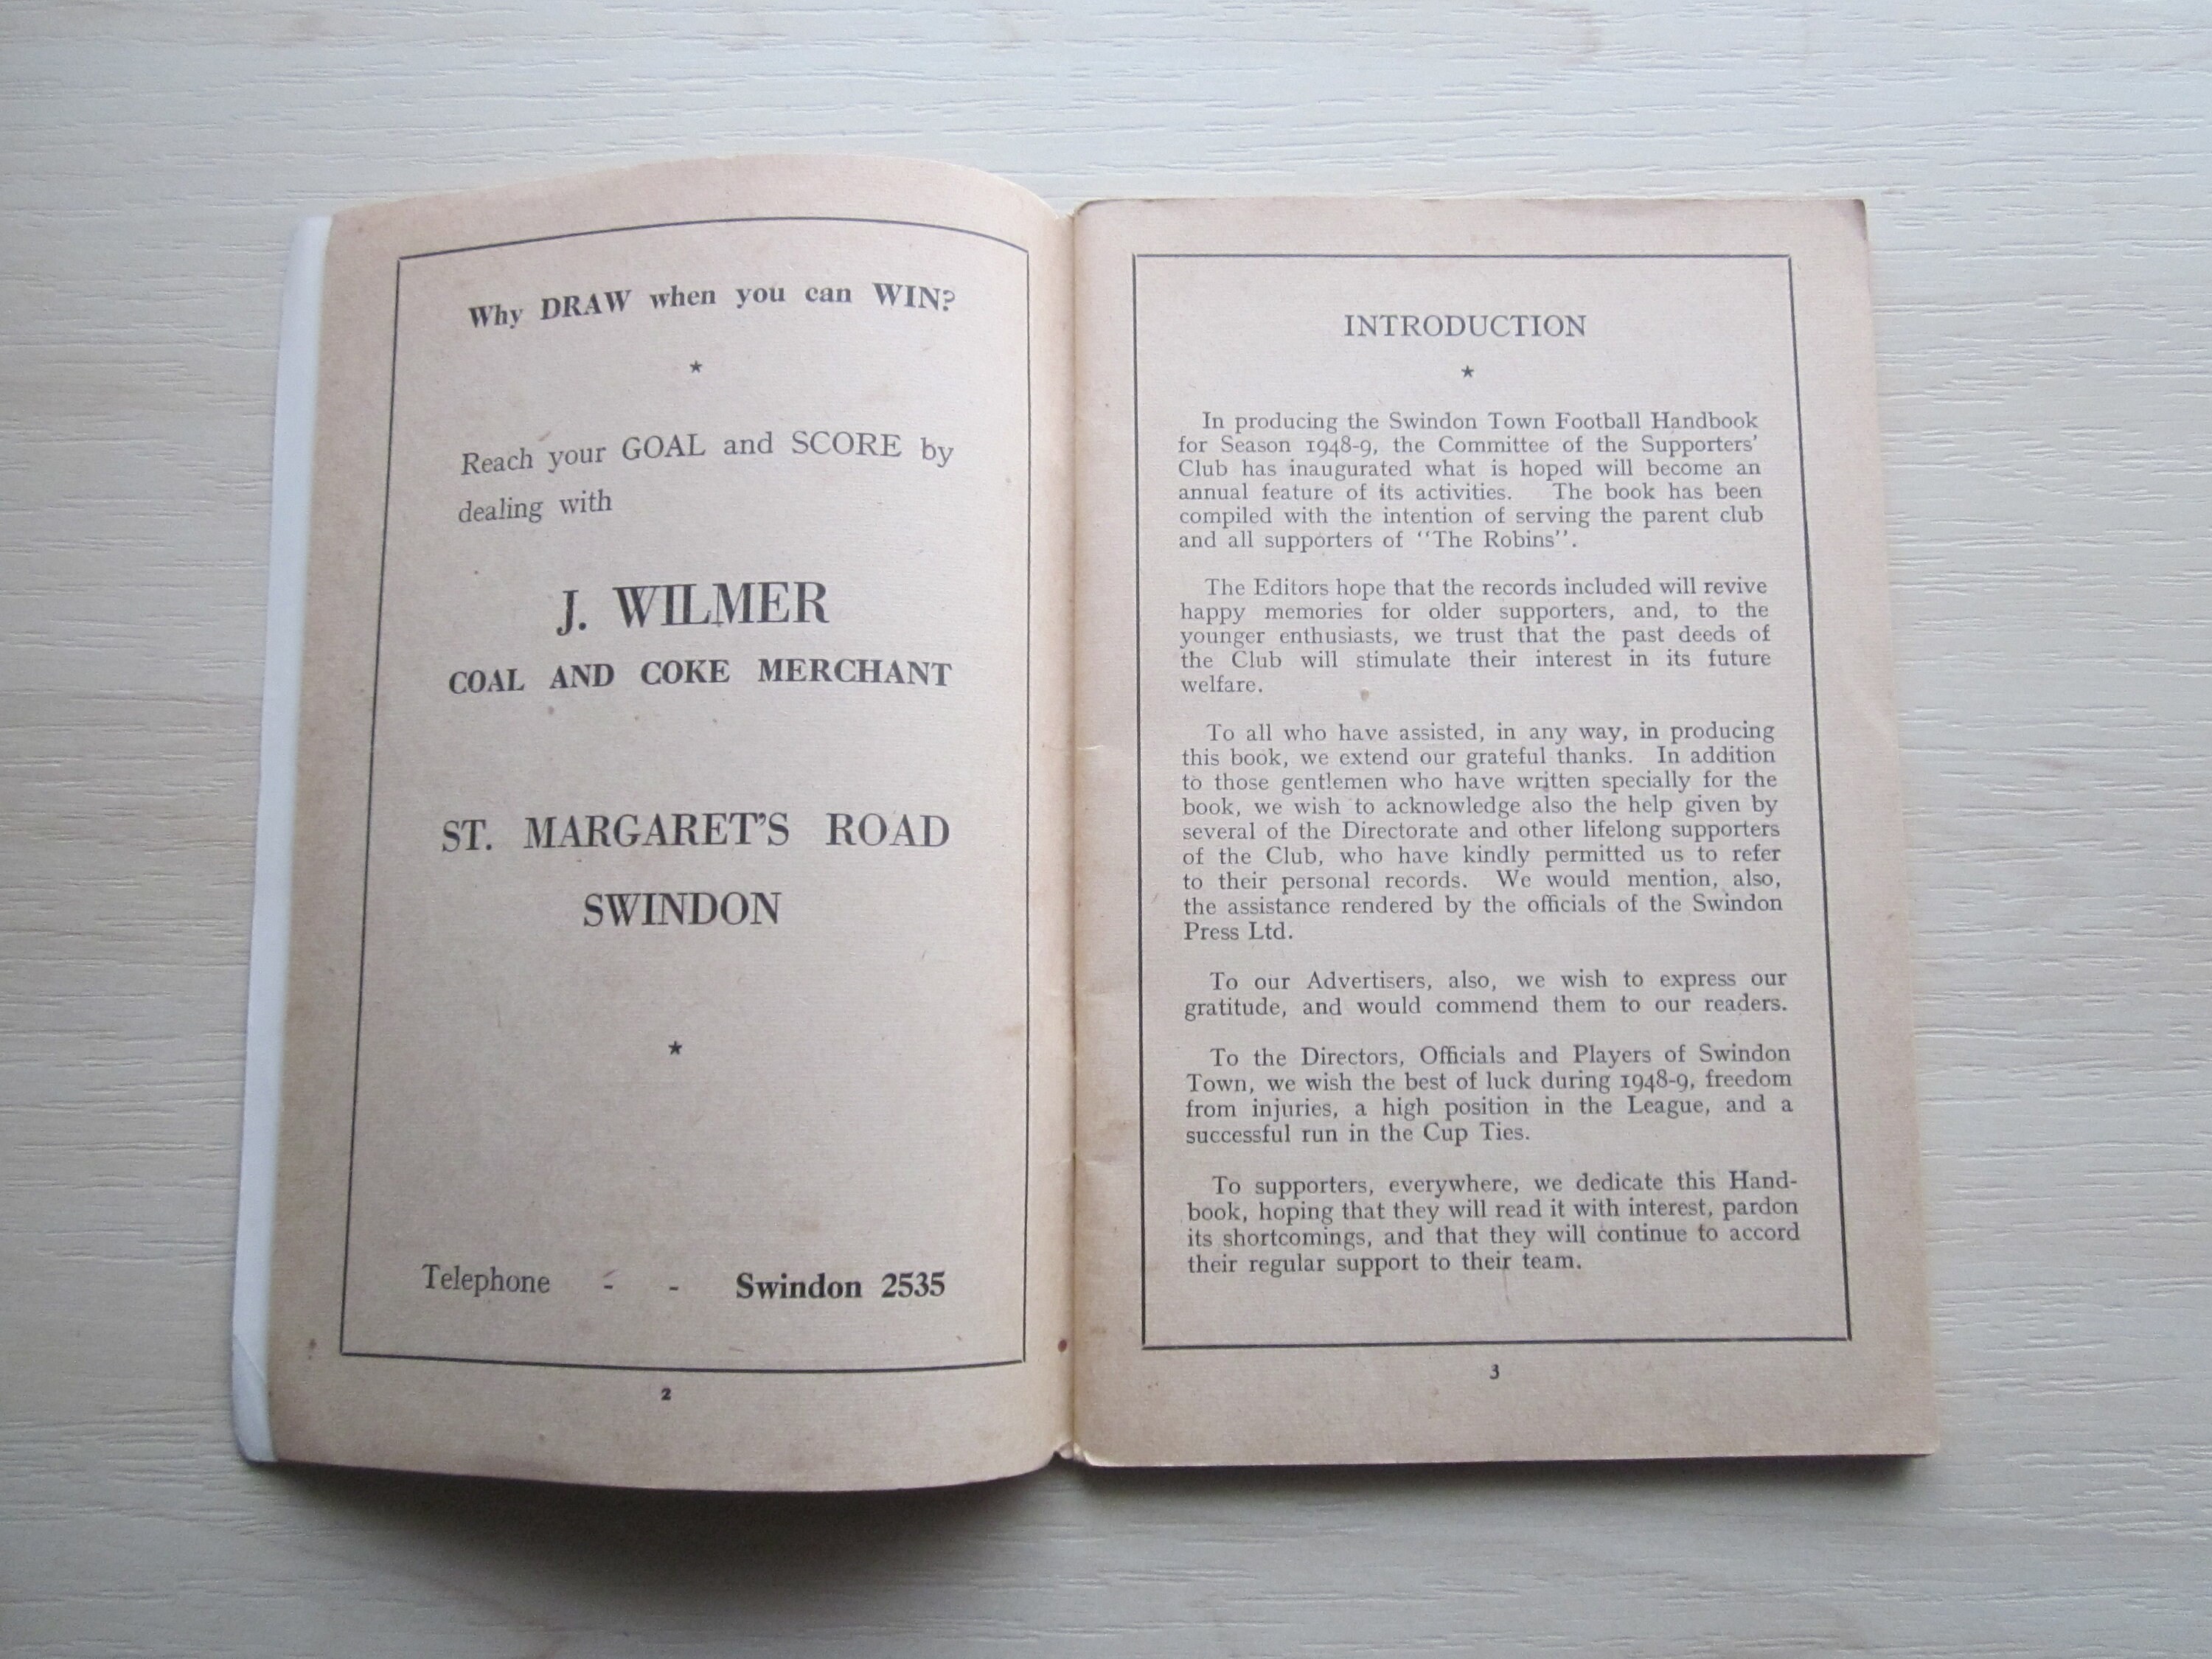 Why DRAW when you can WIN?
★
Reach your GOAL and SCORE by
dealing with
J. WILMER
COAL AND COKE MERCHANT
ST. MARGARET'S ROAD
SWINDON
★
Telephone - - Swindon 2535
2
INTRODUCTION
★
In producing the Swindon Town Football Handbook
for Season 1948-9, the Committee of the Supporters'
Club has inaugurated what is hoped will become an
annual feature of its activities. The book has been
compiled with the intention of serving the parent club
and all supporters of "The Robins".
The Editors hope that the records included will revive
happy memories for older supporters, and, to the
younger enthusiasts, we trust that the past deeds of
the Club will stimulate their interest in its future
welfare.
To all who have assisted, in any way, in producing
this book, we extend our grateful thanks. In addition
to those gentlemen who have written specially for the
book, we wish to acknowledge also the help given by
several of the Directorate and other lifelong supporters
of the Club, who have kindly permitted us to refer
to their personal records. We would mention, also,
the assistance rendered by the officials of the Swindon
Press Ltd.
To our Advertisers, also, we wish to express our
gratitude, and would commend them to our readers.
To the Directors, Officials and Players of Swindon
Town, we wish the best of luck during 1948-9, freedom
from injuries, a high position in the League, and a
successful run in the Cup Ties.
To supporters, everywhere, we dedicate this Hand-
book, hoping that they will read it with interest, pardon
its shortcomings, and that they will continue to accord
their regular support to their team.
3